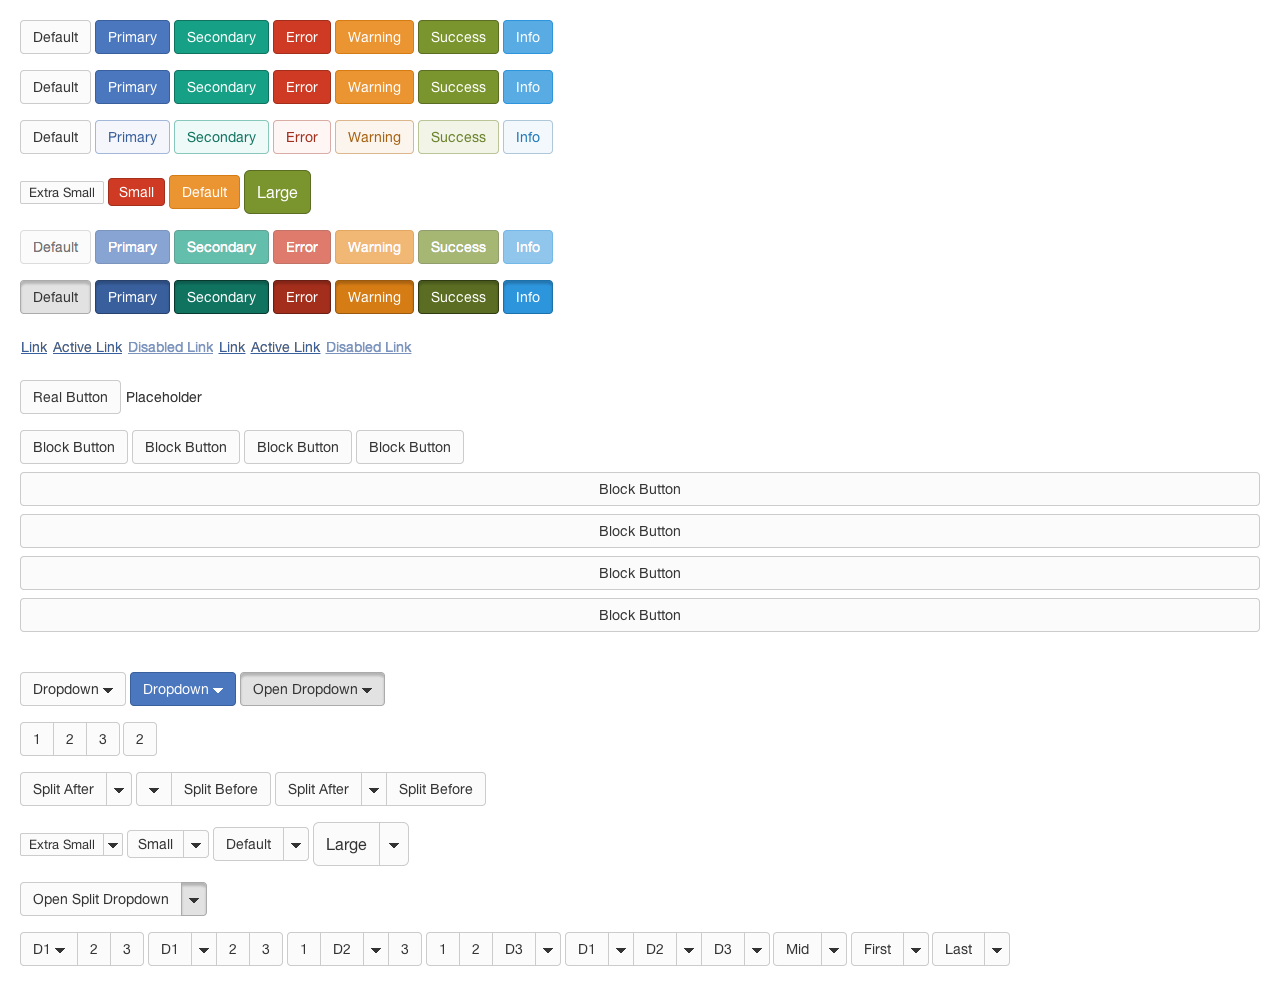 Default Primary Secondary Error Warning Success Info
Default Primary Secondary Error Warning Success Info
Default Primary Secondary Error Warning Success Info
Extra Small Small Default Large
Default Primary Secondary Error Warning Success Info
Default Primary Secondary Error Warning Success Info
Link Active Link Disabled Link Link Active Link Disabled Link
Real Button Placeholder
Block Button Block Button Block Button Block Button
Block Button
Block Button
Block Button
Block Button
Dropdown Dropdown Open Dropdown
1 2 3 2
Split After Split Before Split After Split Before
Extra Small Small Default Large
Open Split Dropdown
D1 2 3 D1 2 3 1 D2 3 1 2 D3 D1 D2 D3 Mid First Last